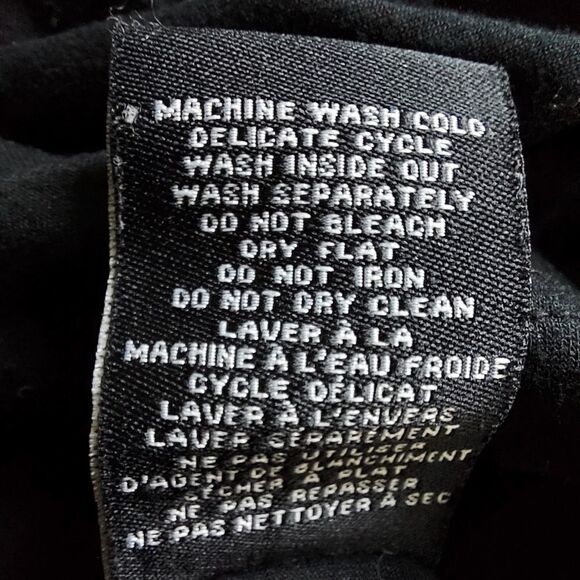 MACHINE WASH COLD
DELICATE CYCLE
WASH INSIDE OUT
WASH SEPARATELY
DO NOT BLEACH
DRY FLAT
DO NOT IRON
DO NOT DRY CLEAN
LAVER À LA
MACHINE À L'EAU FROIDE
CYCLE DÉLICAT
LAVER À L'ENVERS
LAVER SÉPARÉMENT
NE PAS UTILISER
D'AGENT DE BLANCHIMENT
SÉCHER À PLAT
NE PAS REPASSER
NE PAS NETTOYER À SEC